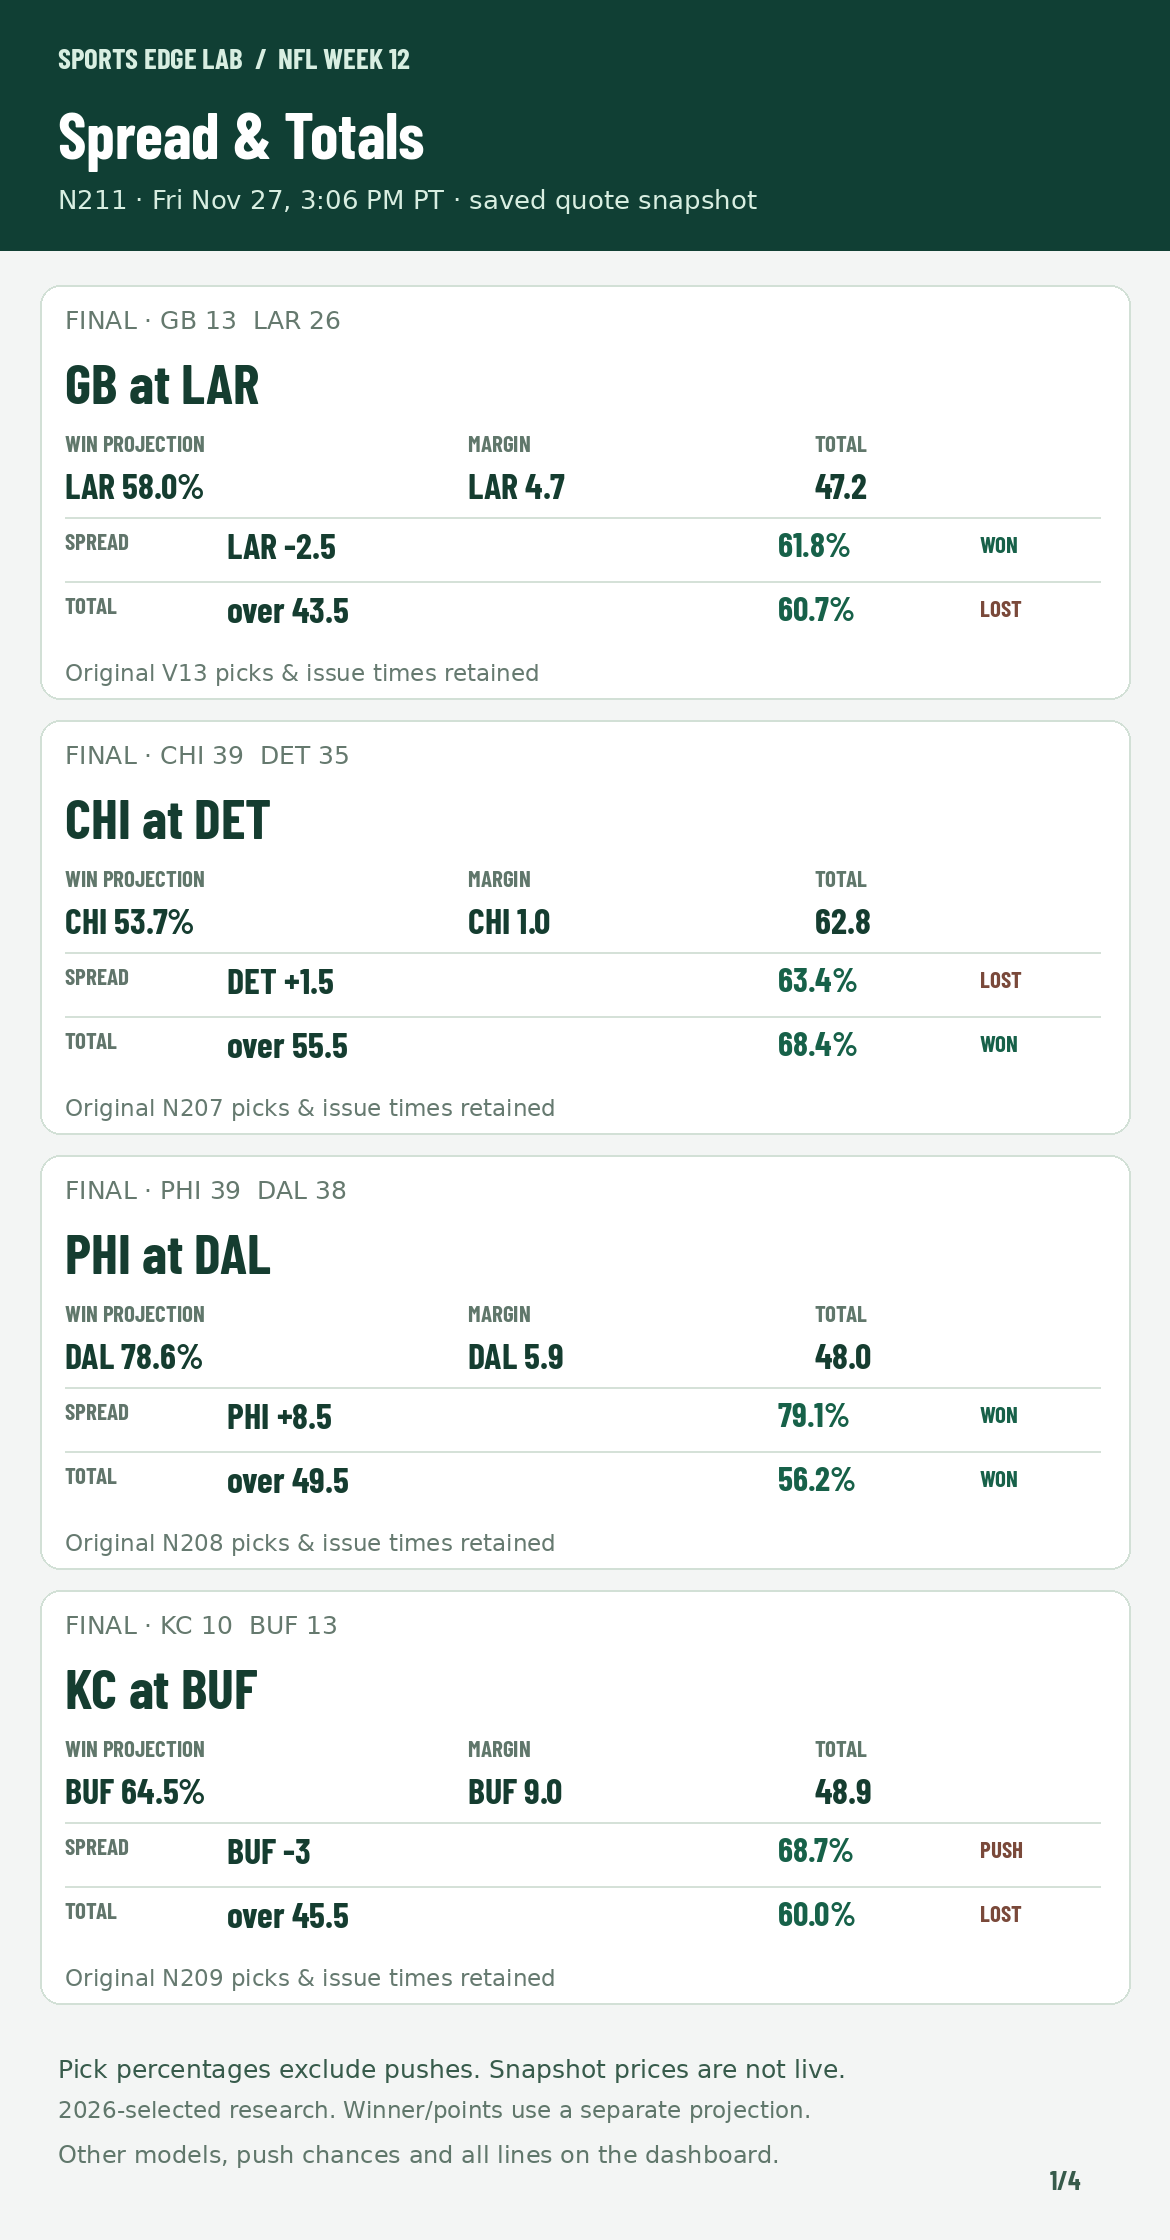 SPORTS EDGE LAB / NFL WEEK 12
Spread & Totals
N211 · Fri Nov 27, 3:06 PM PT · saved quote snapshot
FINAL · GB 13 LAR 26
GB at LAR
WIN PROJECTION MARGIN TOTAL
LAR 58.0% LAR 4.7 47.2
SPREAD LAR -2.5 61.8% WON
TOTAL over 43.5 60.7% LOST
Original V13 picks & issue times retained
FINAL · CHI 39 DET 35
CHI at DET
WIN PROJECTION MARGIN TOTAL
CHI 53.7% CHI 1.0 62.8
SPREAD DET +1.5 63.4% LOST
TOTAL over 55.5 68.4% WON
Original N207 picks & issue times retained
FINAL · PHI 39 DAL 38
PHI at DAL
WIN PROJECTION MARGIN TOTAL
DAL 78.6% DAL 5.9 48.0
SPREAD PHI +8.5 79.1% WON
TOTAL over 49.5 56.2% WON
Original N208 picks & issue times retained
FINAL · KC 10 BUF 13
KC at BUF
WIN PROJECTION MARGIN TOTAL
BUF 64.5% BUF 9.0 48.9
SPREAD BUF -3 68.7% PUSH
TOTAL over 45.5 60.0% LOST
Original N209 picks & issue times retained
Pick percentages exclude pushes. Snapshot prices are not live.
2026-selected research. Winner/points use a separate projection.
Other models, push chances and all lines on the dashboard.
1/4